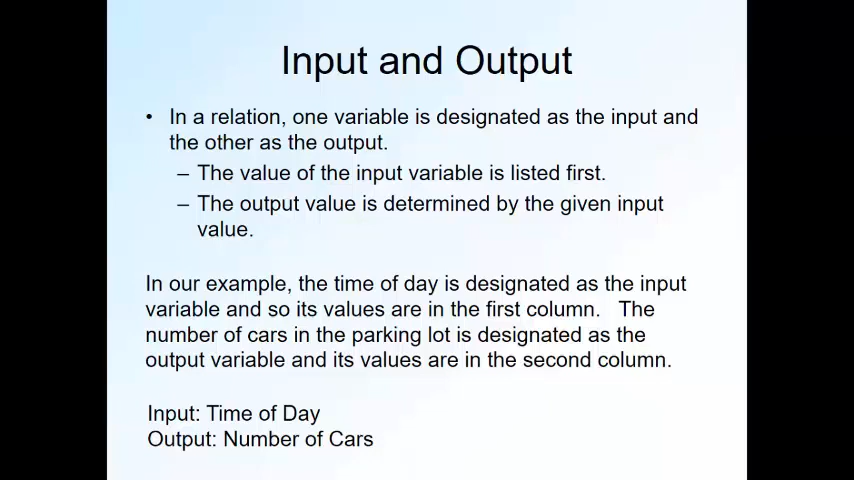 Input and Output
• In a relation, one variable is designated as the input and
the other as the output.
– The value of the input variable is listed first.
– The output value is determined by the given input
value.
In our example, the time of day is designated as the input
variable and so its values are in the first column.   The
number of cars in the parking lot is designated as the
output variable and its values are in the second column.
Input: Time of Day
Output: Number of Cars